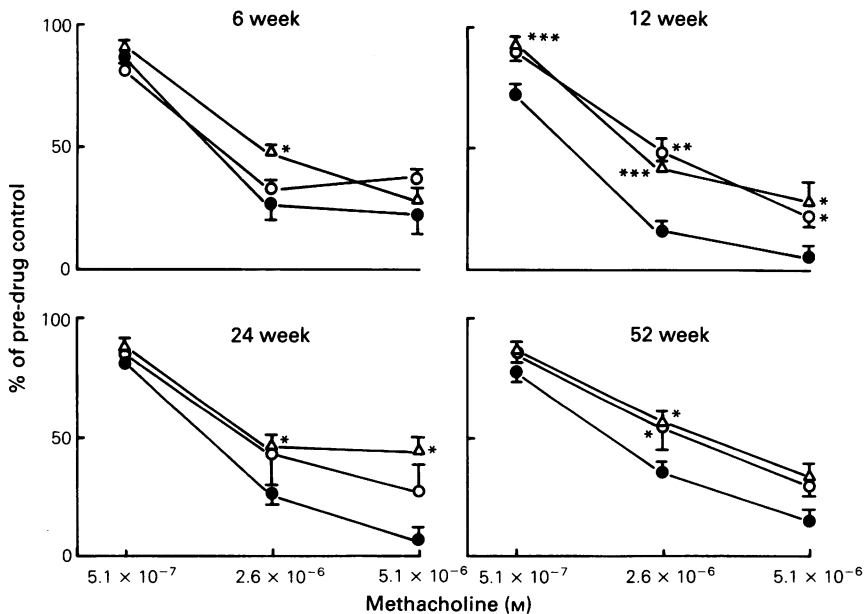 6 week
12 week
100
50
0
*
***
**
***
*
*
% of pre-drug control
24 week
52 week
100
50
0
*
*
*
*
5.1 × 10⁻⁷ 2.6 × 10⁻⁶ 5.1 × 10⁻⁶ 5.1 × 10⁻⁷ 2.6 × 10⁻⁶ 5.1 × 10⁻⁶
Methacholine (M)